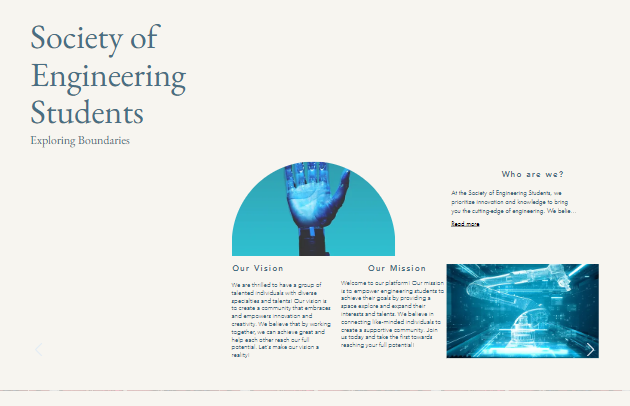 Society of
Engineering
Students
Exploring Boundaries
Who are we?
At the Society of Engineering Students, we
prioritize innovation and knowledge to bring
you the cutting-edge of engineering. We belie...
Read more
Our Vision
We are thrilled to have a group of
talented individuals with diverse
specialties and talents! Our vision is
to create a community that embraces
and empowers innovation and
creativity. We believe that by working
together, we can achieve great and
help each other reach our full
potential. Let's make our vision a
reality!
Our Mission
Welcome to our platform! Our mission
is to empower engineering students to
achieve their goals by providing a
space explore and expand their
interests and talents. We believe in
connecting like-minded individuals to
create a supportive community. Join
us today and take the first towards
reaching your full potential!